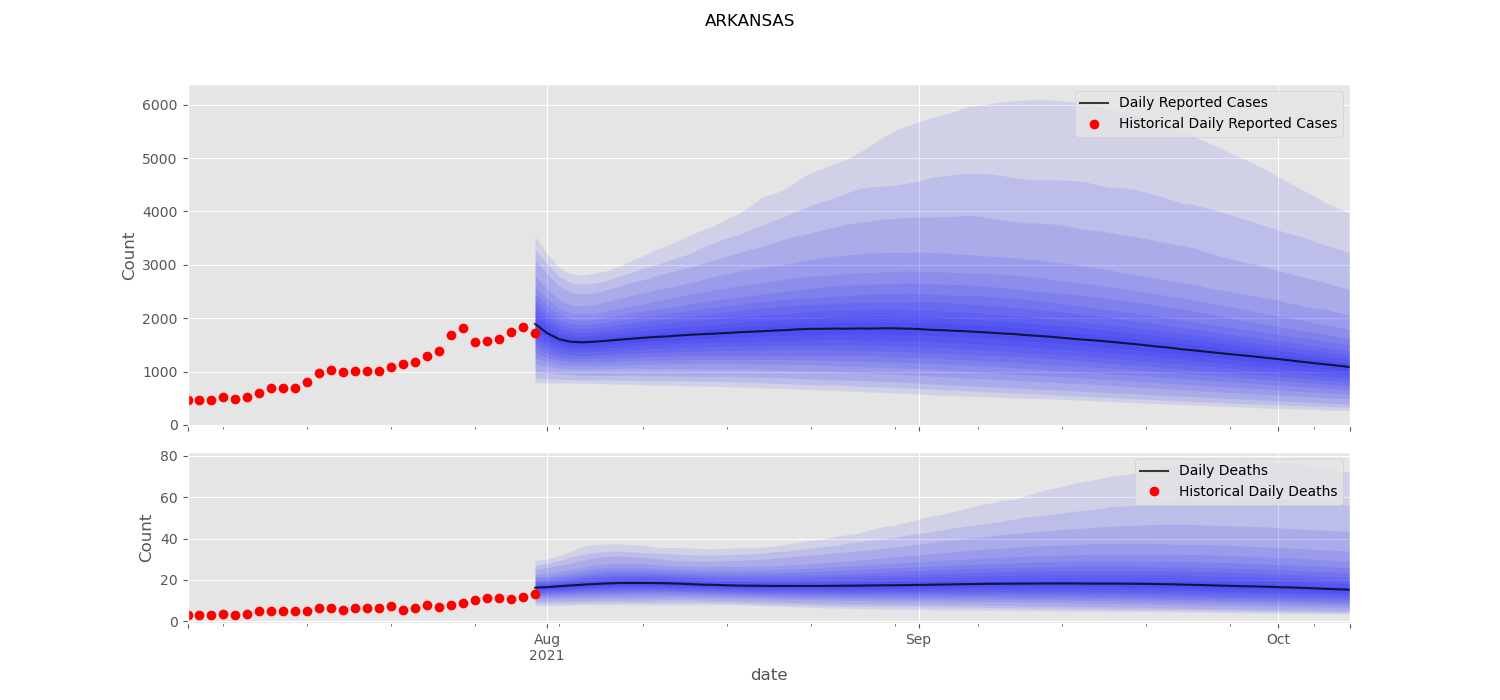 ARKANSAS
6000
5000
4000
3000
2000
1000
0
Count
Daily Reported Cases
Historical Daily Reported Cases
80
60
40
20
0
Count
Daily Deaths
Historical Daily Deaths
Aug
2021
Sep
Oct
date